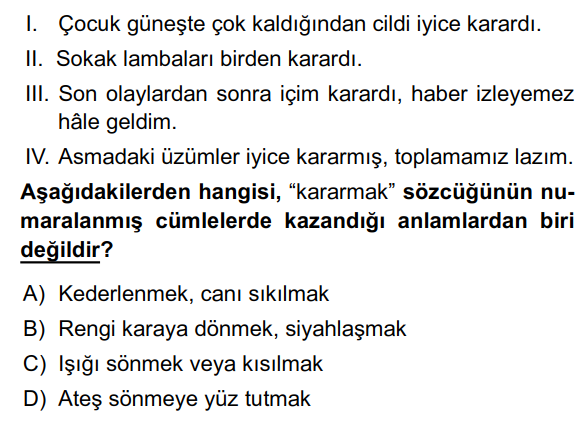 I. Çocuk güneşte çok kaldığından cildi iyice karardı.
II. Sokak lambaları birden karardı.
III. Son olaylardan sonra içim karardı, haber izleyemez
hâle geldim.
IV. Asmadaki üzümler iyice kararmış, toplamamız lazım.
Aşağıdakilerden hangisi, “kararmak” sözcüğünün nu-
maralanmış cümlelerde kazandığı anlamlardan biri
değildir?
A) Kederlenmek, canı sıkılmak
B) Rengi karaya dönmek, siyahlaşmak
C) Işığı sönmek veya kısılmak
D) Ateş sönmeye yüz tutmak